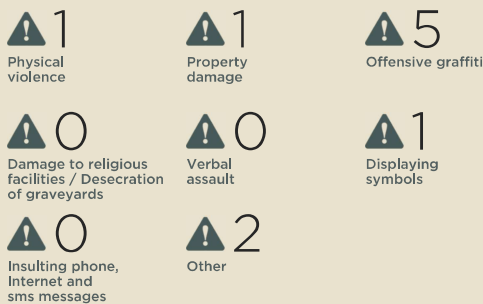 1
Physical
violence
1
Property
damage
5
Offensive graffiti
0
Damage to religious
facilities / Desecration
of graveyards
0
Verbal
assault
1
Displaying
symbols
0
Insulting phone,
Internet and
sms messages
2
Other